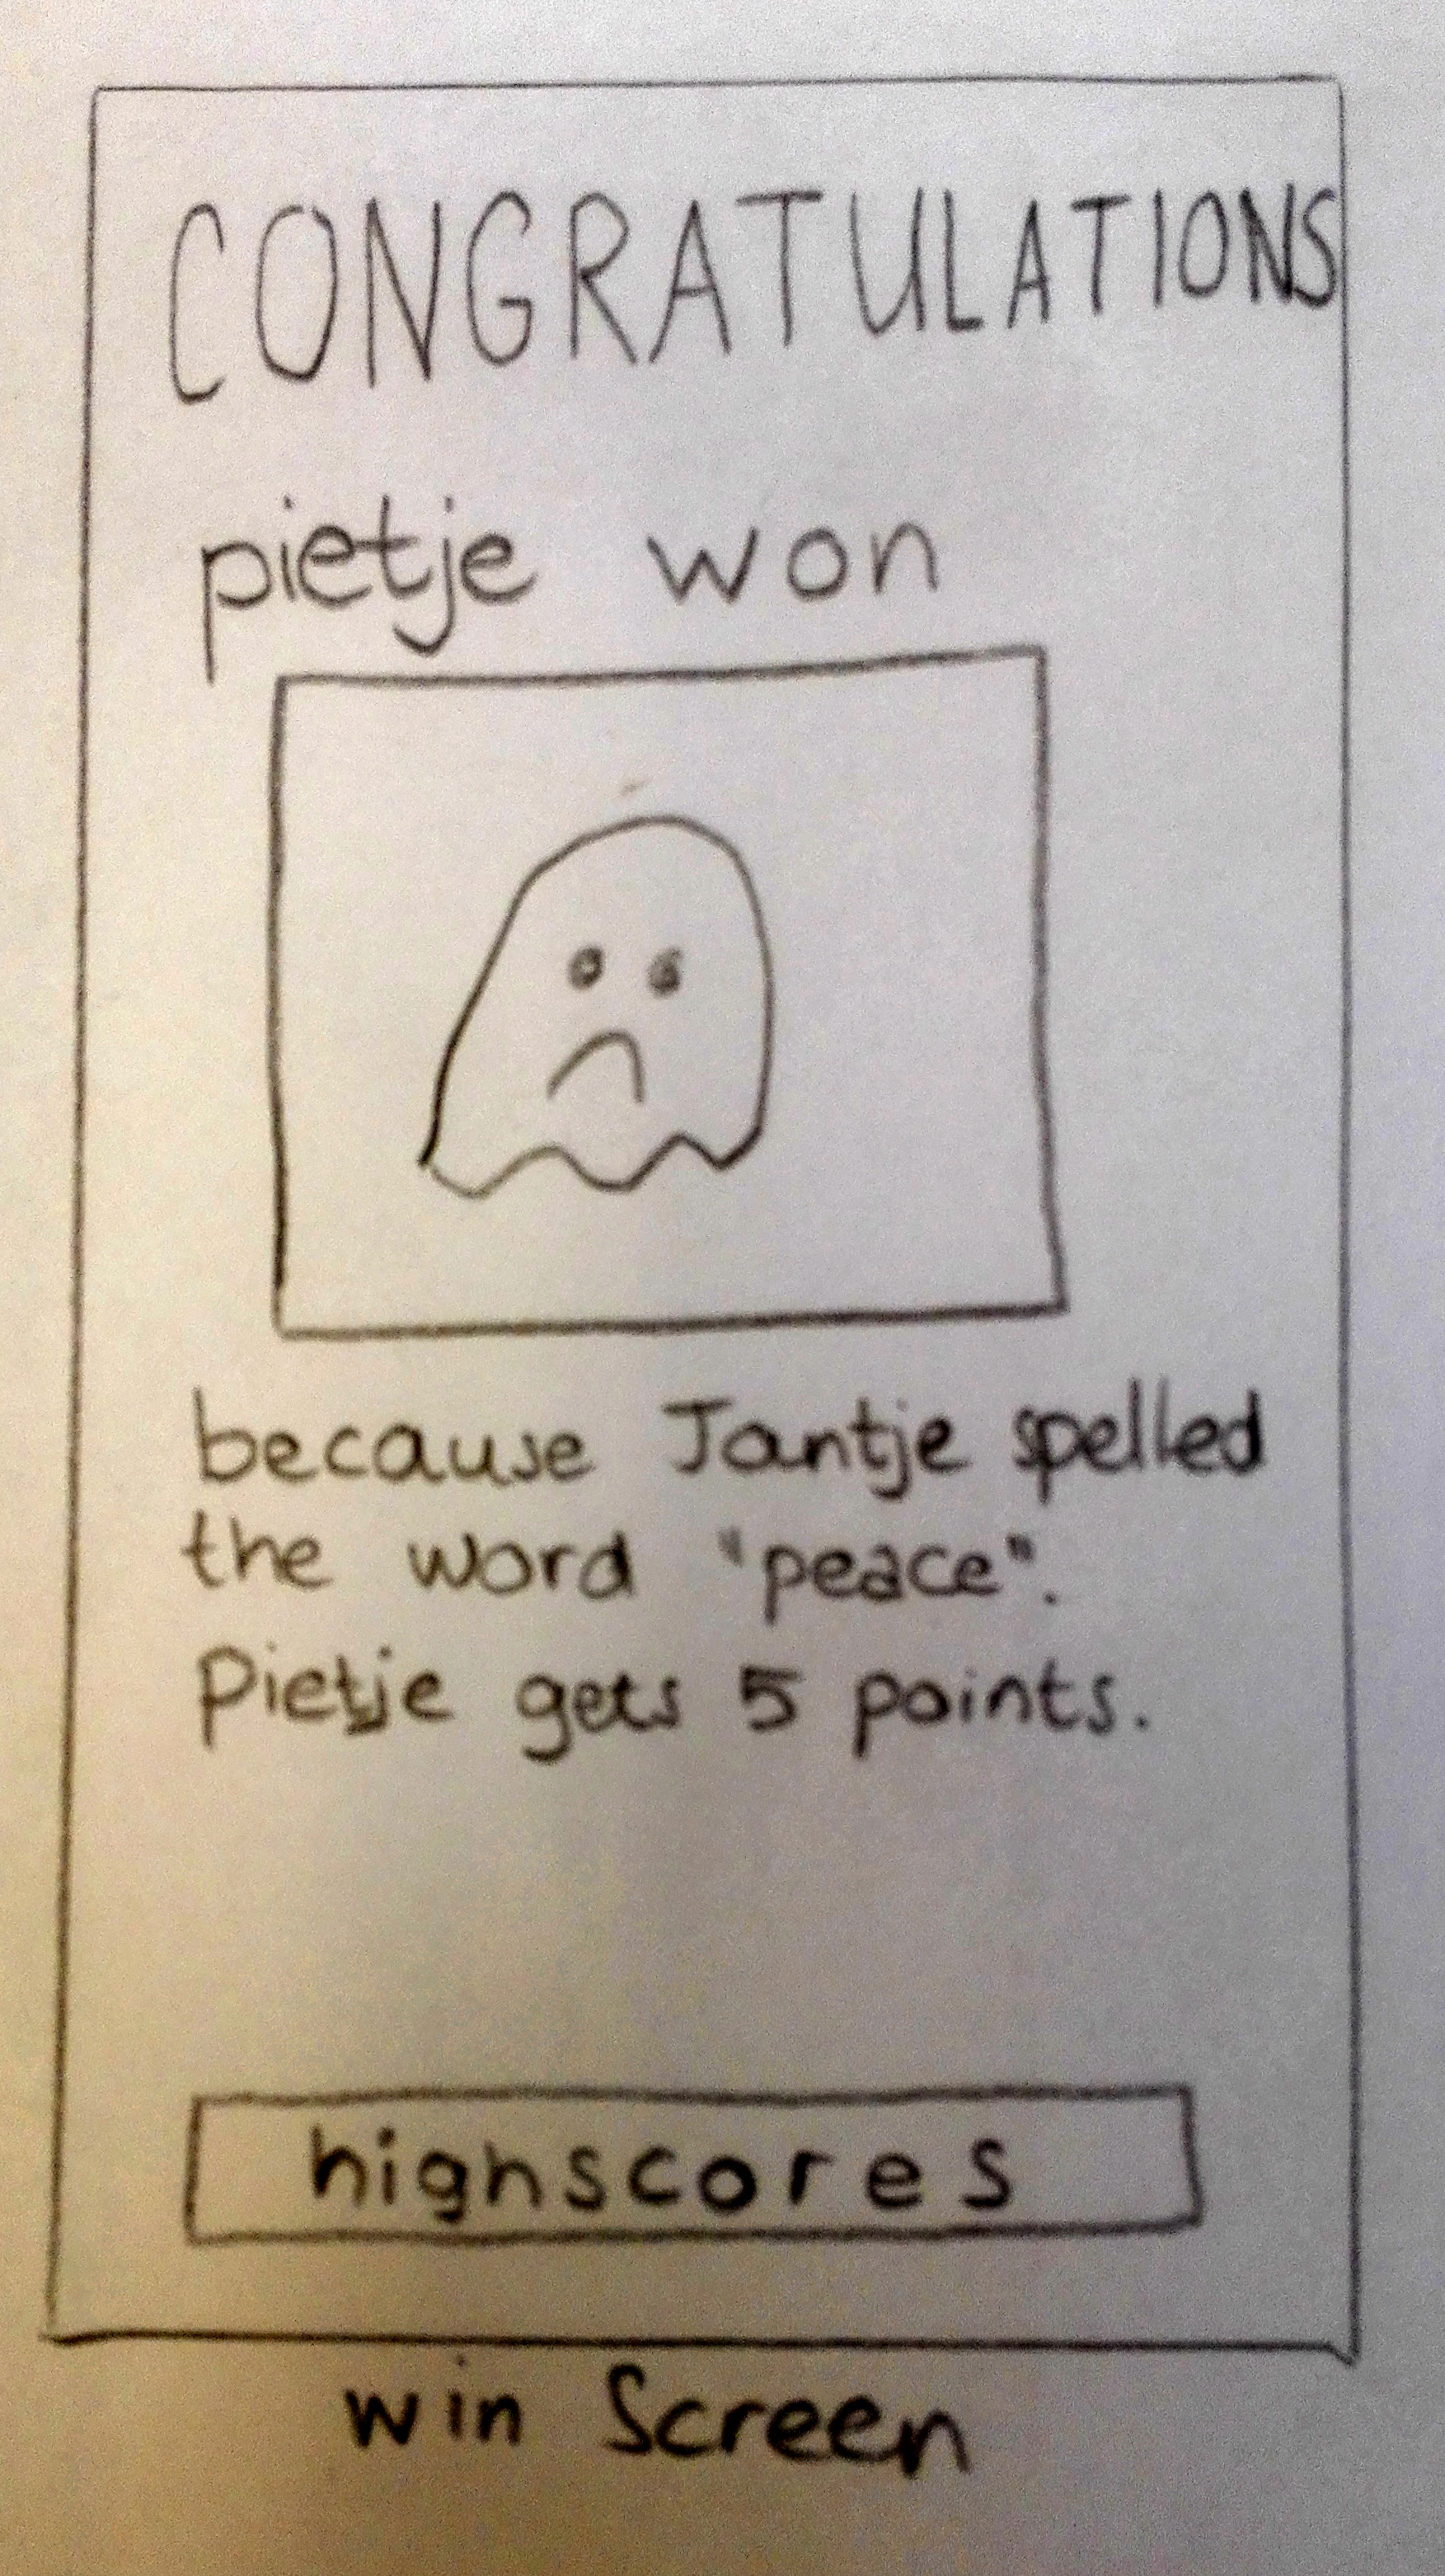 CONGRATULATIONS
pietje won
because Jantje spelled
the word "peace".
Pietje gets 5 points.
highscores
win Screen